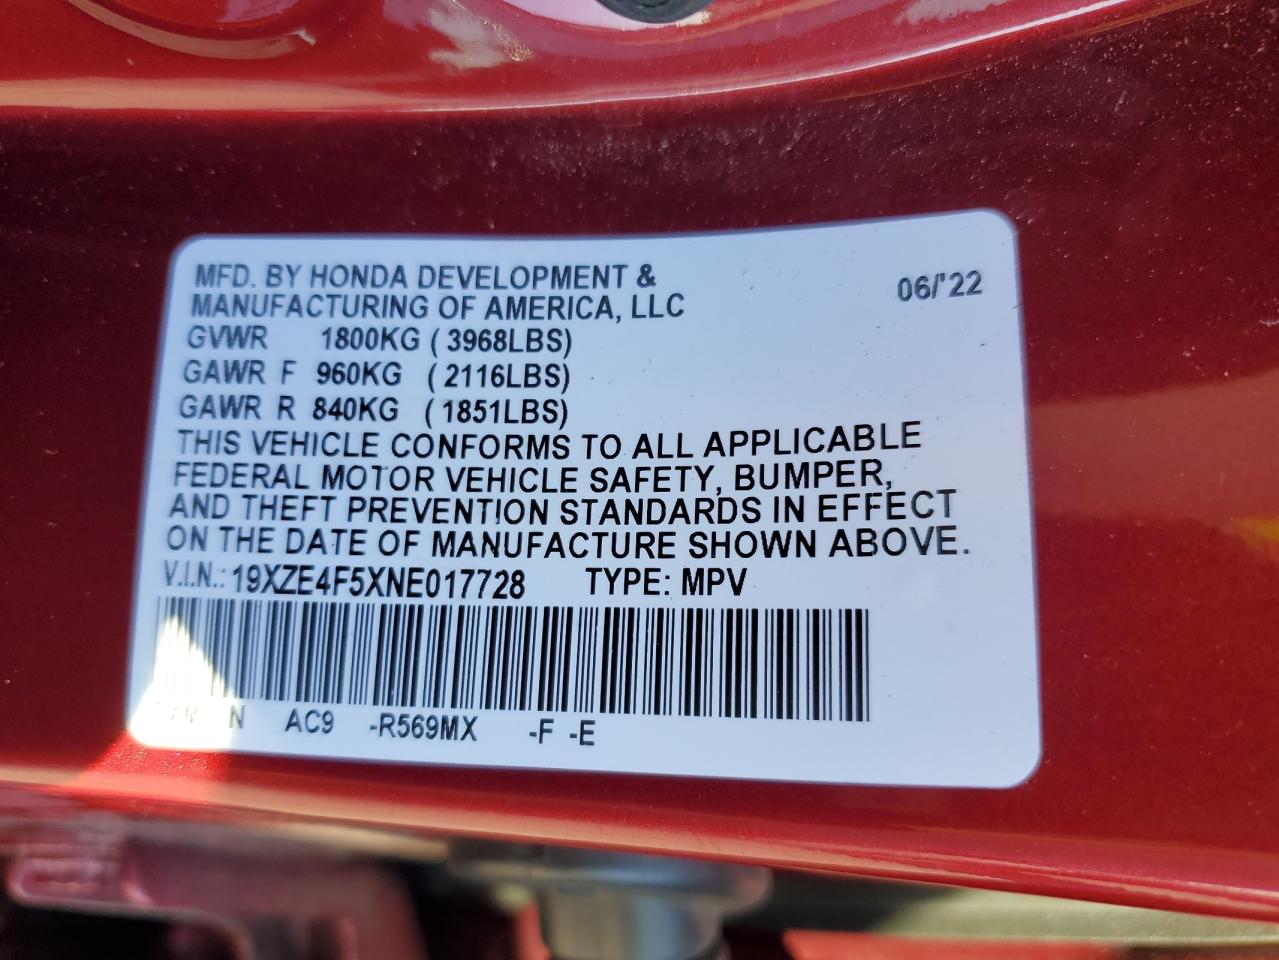 MFD. BY HONDA DEVELOPMENT &
MANUFACTURING OF AMERICA, LLC 06/'22
GVWR 1800KG ( 3968LBS)
GAWR F 960KG ( 2116LBS)
GAWR R 840KG ( 1851LBS)
THIS VEHICLE CONFORMS TO ALL APPLICABLE
FEDERAL MOTOR VEHICLE SAFETY, BUMPER,
AND THEFT PREVENTION STANDARDS IN EFFECT
ON THE DATE OF MANUFACTURE SHOWN ABOVE.
V.I.N.: 19XZE4F5XNE017728 TYPE: MPV
AC9 -R569MX -F -E